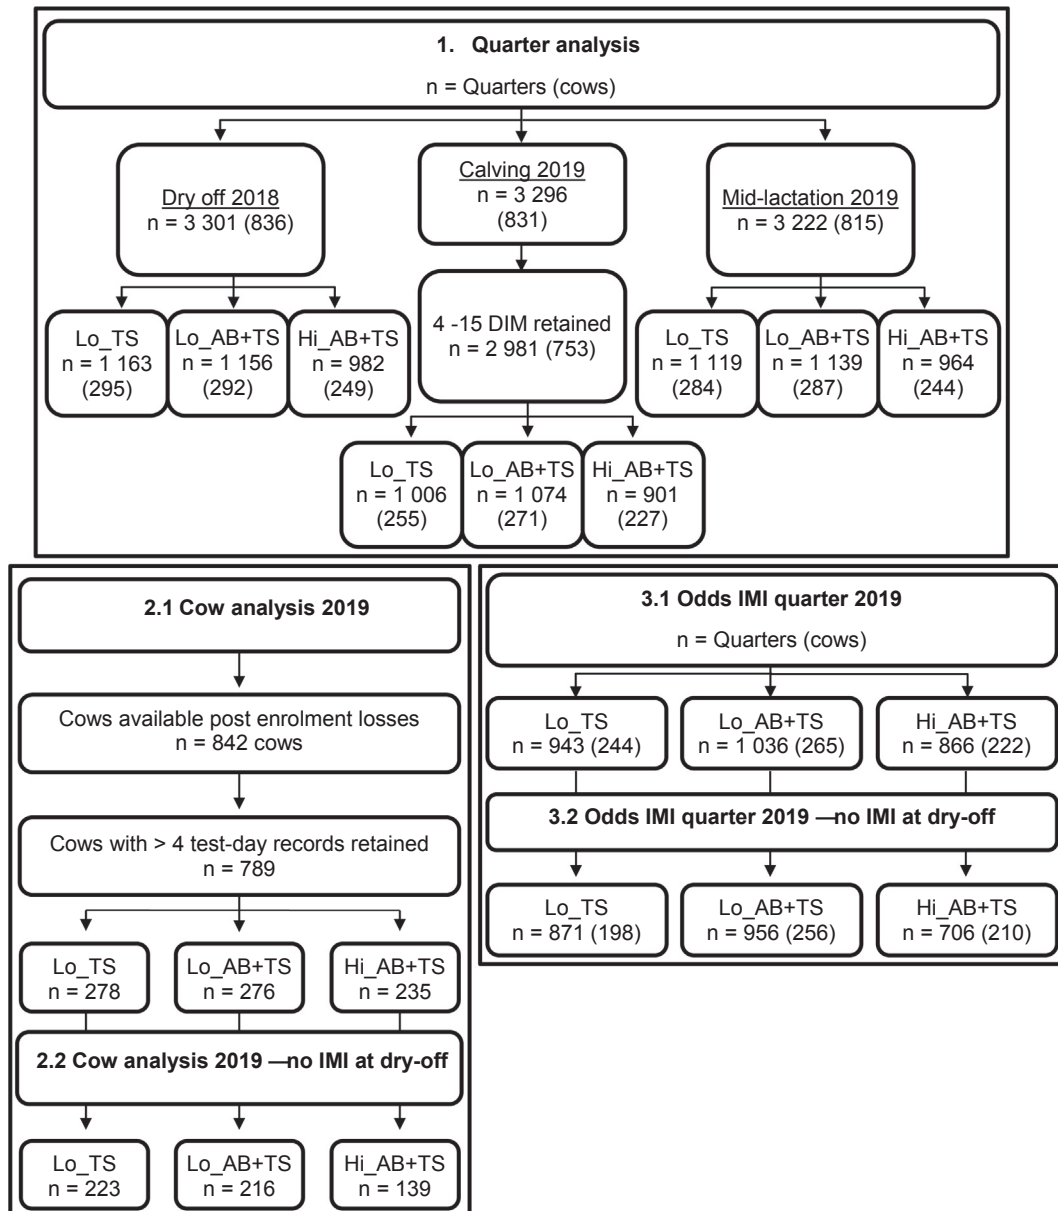 1. Quarter analysis
n = Quarters (cows)
Dry off 2018
n = 3 301 (836)
Calving 2019
n = 3 296
(831)
Mid-lactation 2019
n = 3 222 (815)
Lo_TS
n = 1 163
(295)
Lo_AB+TS
n = 1 156
(292)
Hi_AB+TS
n = 982
(249)
4 -15 DIM retained
n = 2 981 (753)
Lo_TS
n = 1 119
(284)
Lo_AB+TS
n = 1 139
(287)
Hi_AB+TS
n = 964
(244)
Lo_TS
n = 1 006
(255)
Lo_AB+TS
n = 1 074
(271)
Hi_AB+TS
n = 901
(227)
2.1 Cow analysis 2019
Cows available post enrolment losses
n = 842 cows
Cows with > 4 test-day records retained
n = 789
Lo_TS
n = 278
Lo_AB+TS
n = 276
Hi_AB+TS
n = 235
2.2 Cow analysis 2019 —no IMI at dry-off
Lo_TS
n = 223
Lo_AB+TS
n = 216
Hi_AB+TS
n = 139
3.1 Odds IMI quarter 2019
n = Quarters (cows)
Lo_TS
n = 943 (244)
Lo_AB+TS
n = 1 036 (265)
Hi_AB+TS
n = 866 (222)
3.2 Odds IMI quarter 2019 —no IMI at dry-off
Lo_TS
n = 871 (198)
Lo_AB+TS
n = 956 (256)
Hi_AB+TS
n = 706 (210)